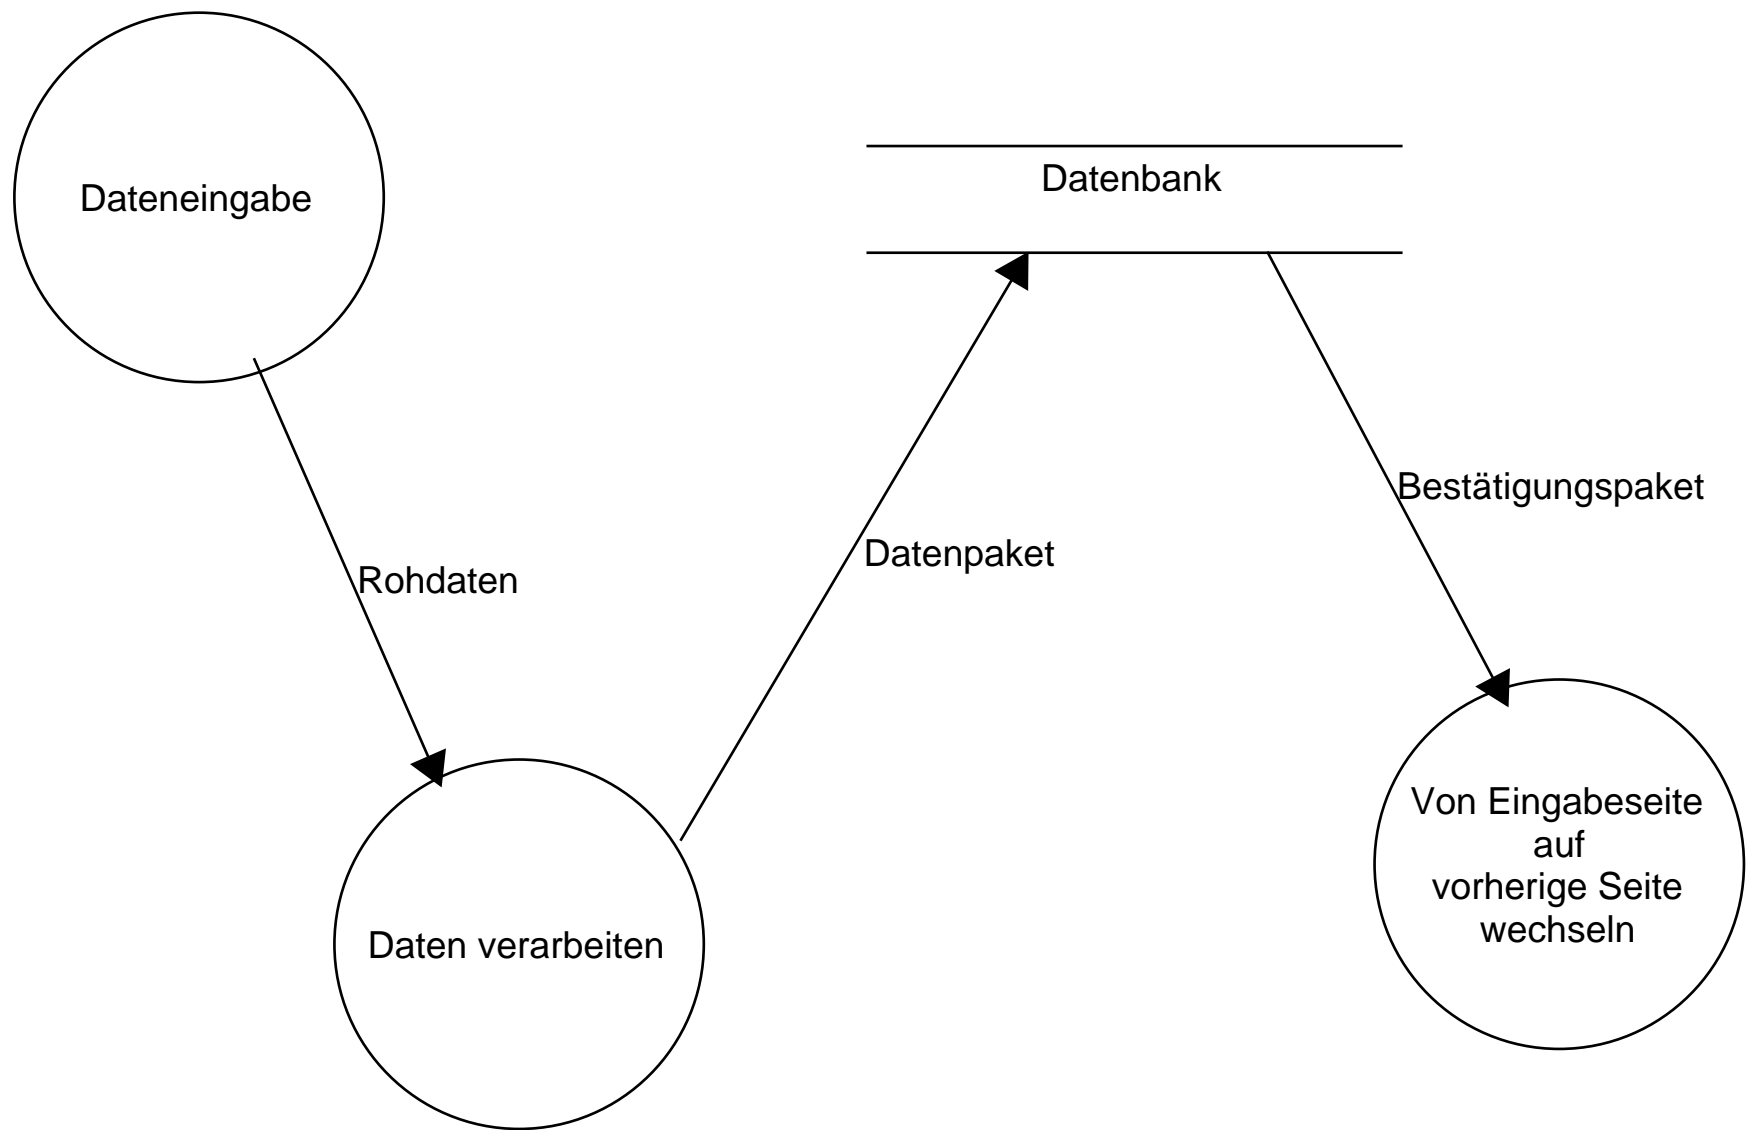 Dateneingabe
Datenbank
Bestätigungspaket
Datenpaket
Rohdaten
Von Eingabeseite
auf
vorherige Seite
wechseln
Daten verarbeiten